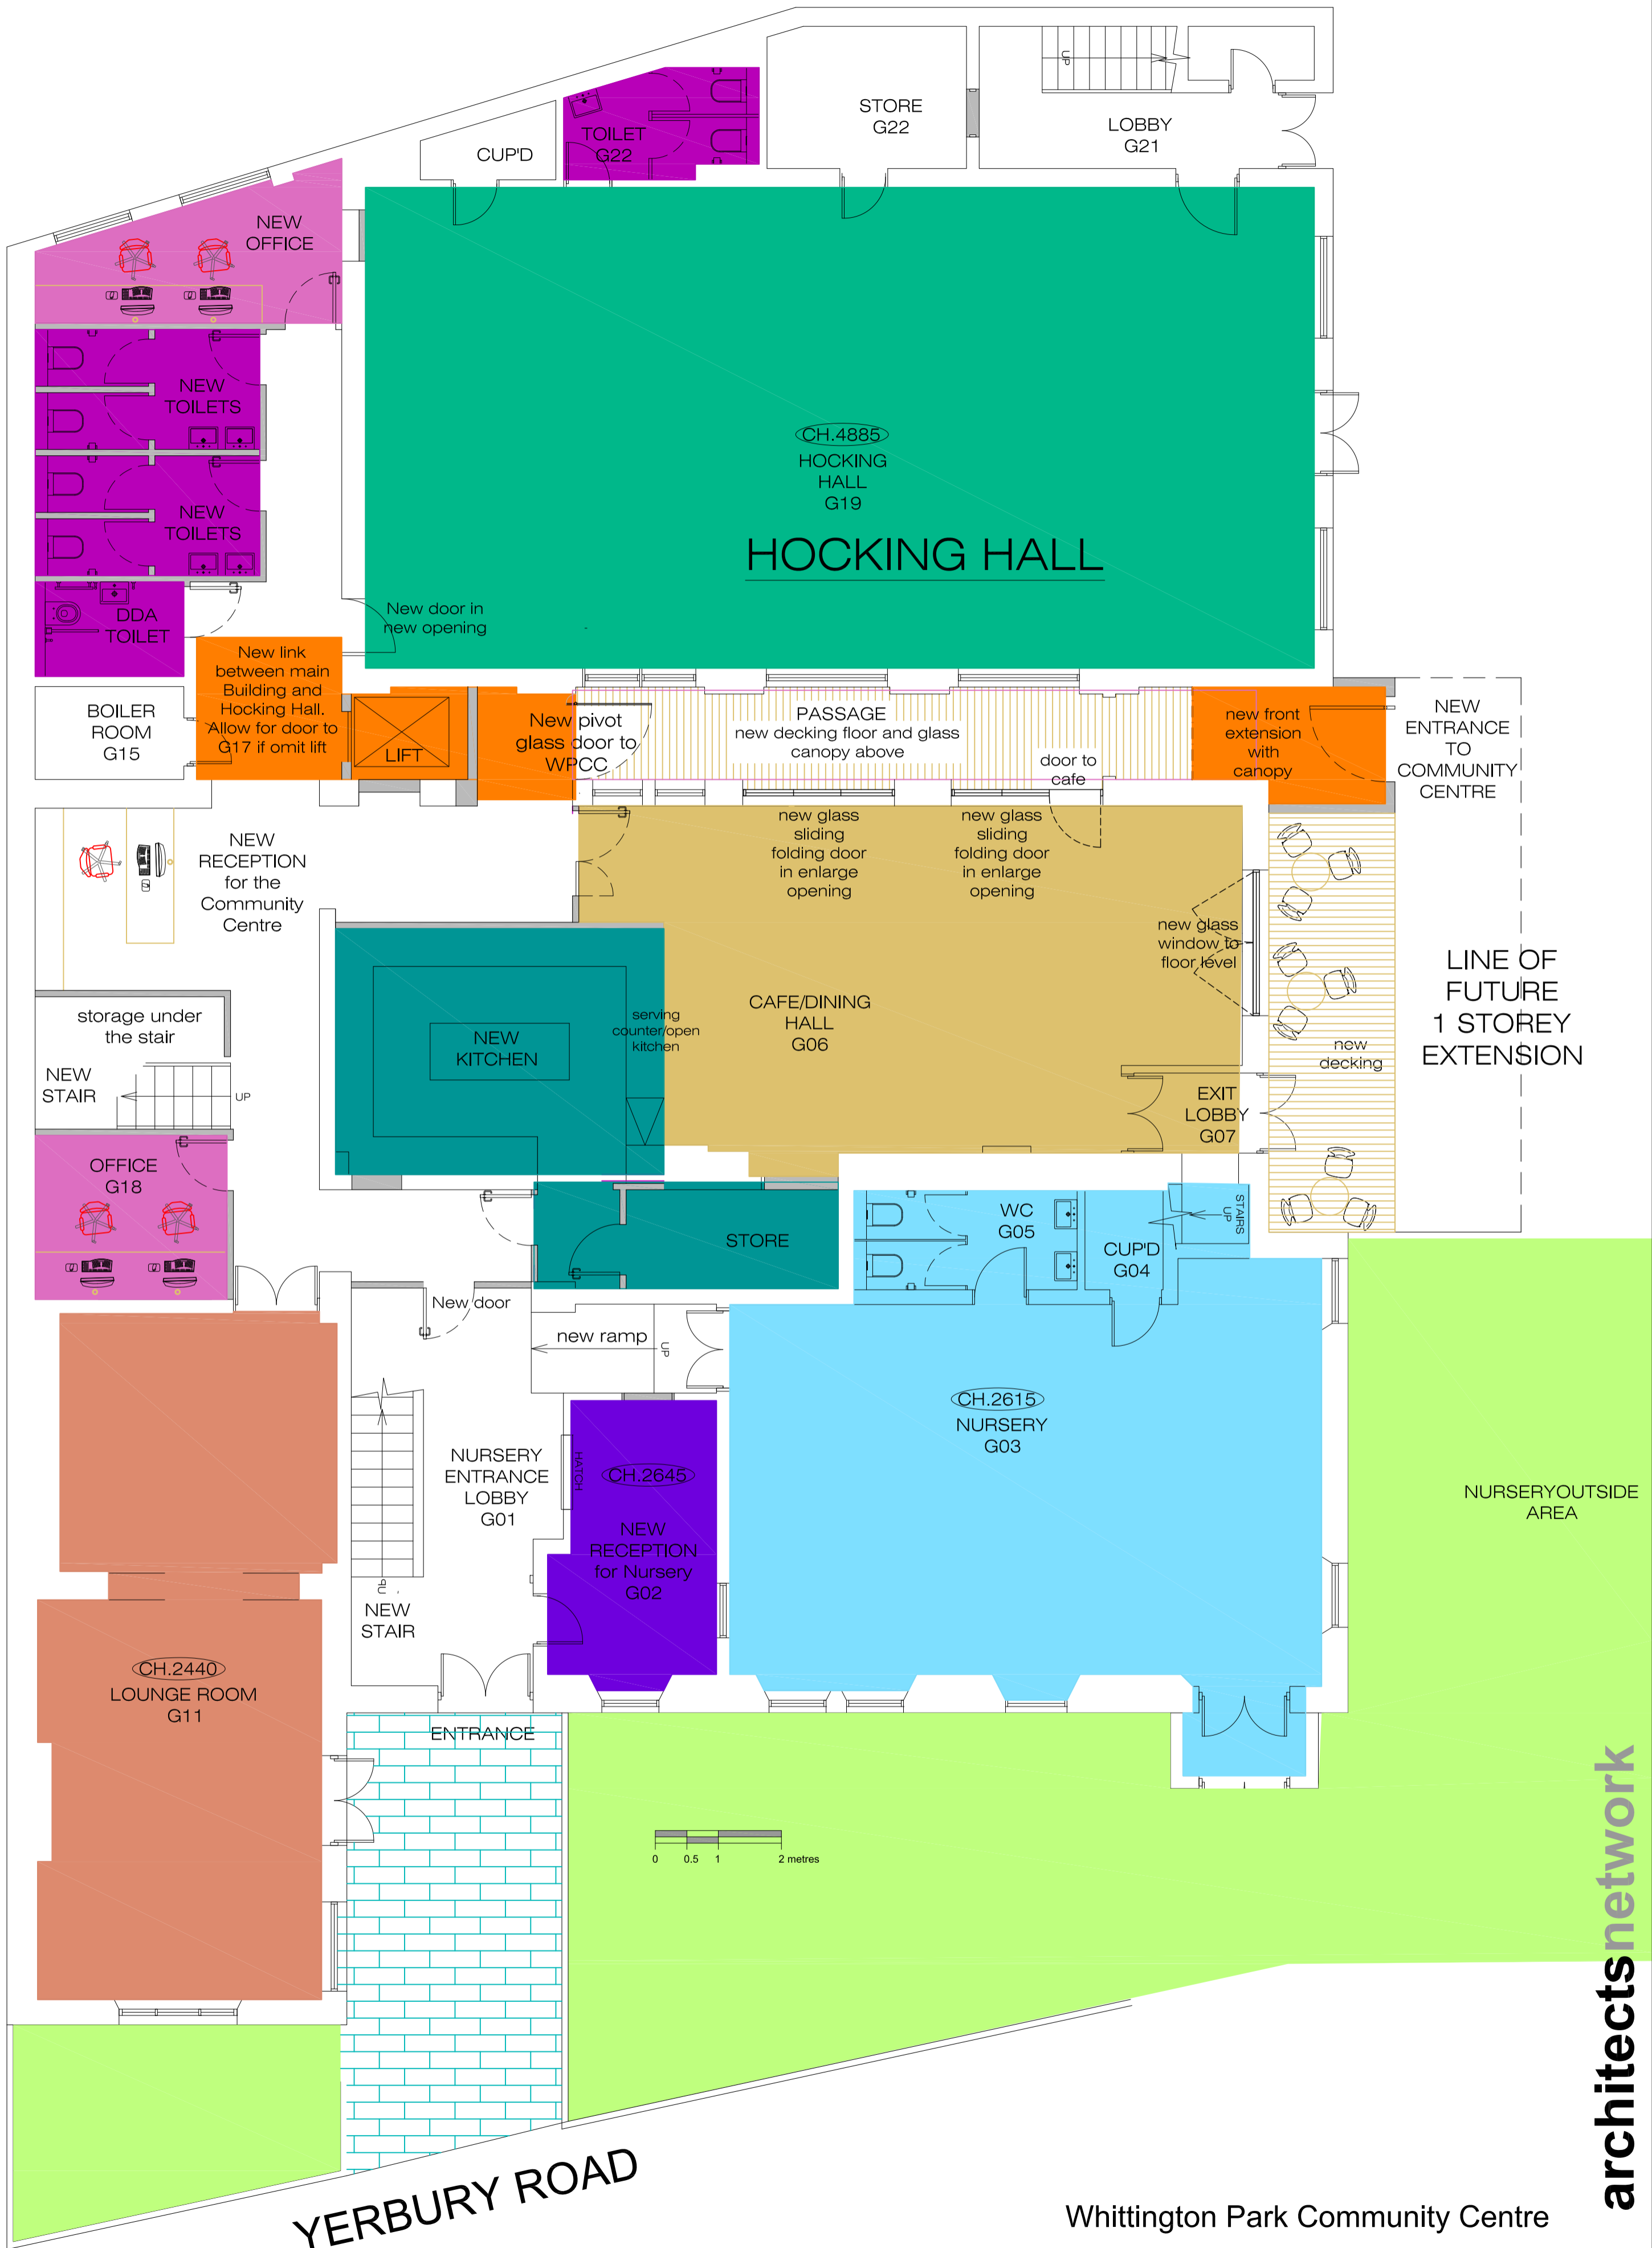 UP
STORE
G22
LOBBY
G21
TOILET
G22
CUP'D
NEW
OFFICE
NEW
TOILETS
NEW
TOILETS
DDA
TOILET
CH.4885
HOCKING
HALL
G19
HOCKING HALL
New door in
new opening
New link
between main
Building and
Hocking Hall.
Allow for door to
G17 if omit lift
BOILER
ROOM
G15
LIFT
New pivot
glass door to
WPCC
PASSAGE
new decking floor and glass
canopy above
door to
cafe
new front
extension
with
canopy
NEW
ENTRANCE
TO
COMMUNITY
CENTRE
NEW
RECEPTION
for the
Community
Centre
new glass
sliding
folding door
in enlarge
opening
new glass
sliding
folding door
in enlarge
opening
new glass
window to
floor level
LINE OF
FUTURE
1 STOREY
EXTENSION
storage under
the stair
NEW
STAIR
UP
NEW
KITCHEN
serving
counter/open
kitchen
CAFE/DINING
HALL
G06
new
decking
EXIT
LOBBY
G07
OFFICE
G18
STORE
WC
G05
CUP'D
G04
STAIRS
UP
New door
new ramp
UP
CH.2615
NURSERY
G03
NURSERY
ENTRANCE
LOBBY
G01
HATCH
CH.2645
NEW
RECEPTION
for Nursery
G02
NURSERYOUTSIDE
AREA
UP
NEW
STAIR
CH.2440
LOUNGE ROOM
G11
ENTRANCE
0 0.5 1 2 metres
architectsnetwork
YERBURY ROAD
Whittington Park Community Centre